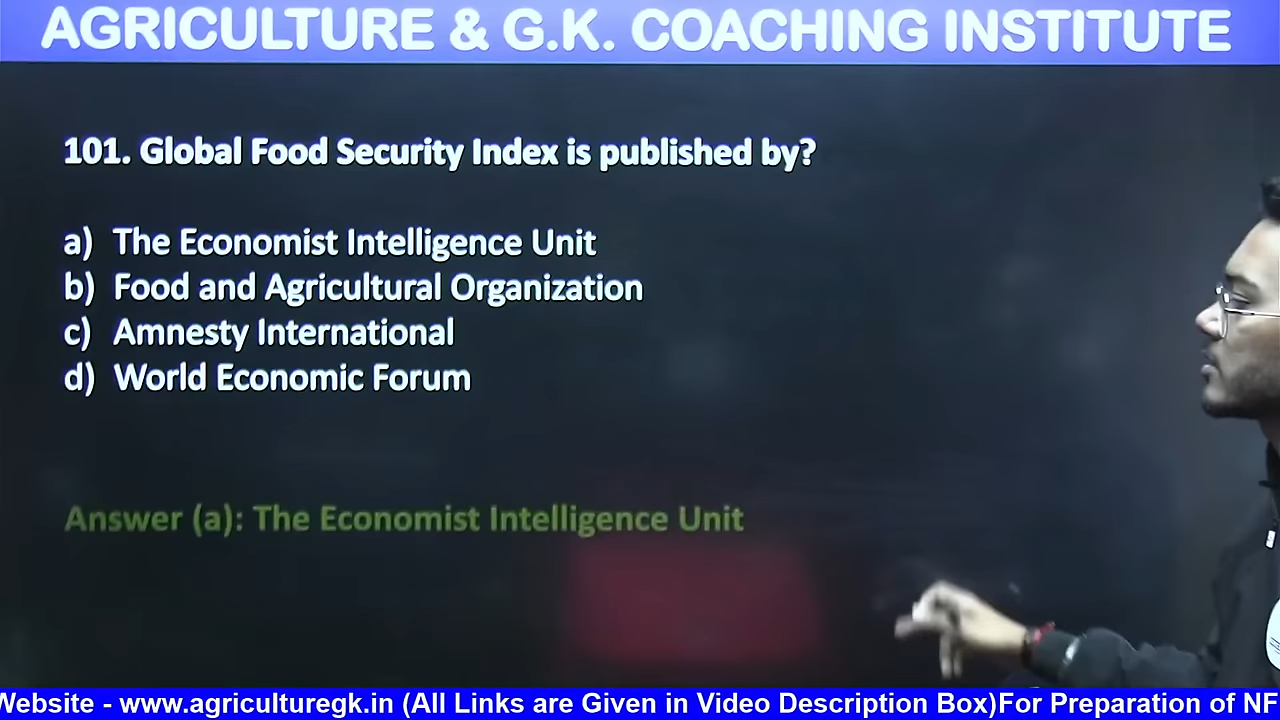 AGRICULTURE & G.K. COACHING INSTITUTE
101. Global Food Security Index is published by?
a) The Economist Intelligence Unit
b) Food and Agricultural Organization
c) Amnesty International
d) World Economic Forum
Answer (a): The Economist Intelligence Unit
Website - www.agriculturegk.in (All Links are Given in Video Description Box)For Preparation of NF